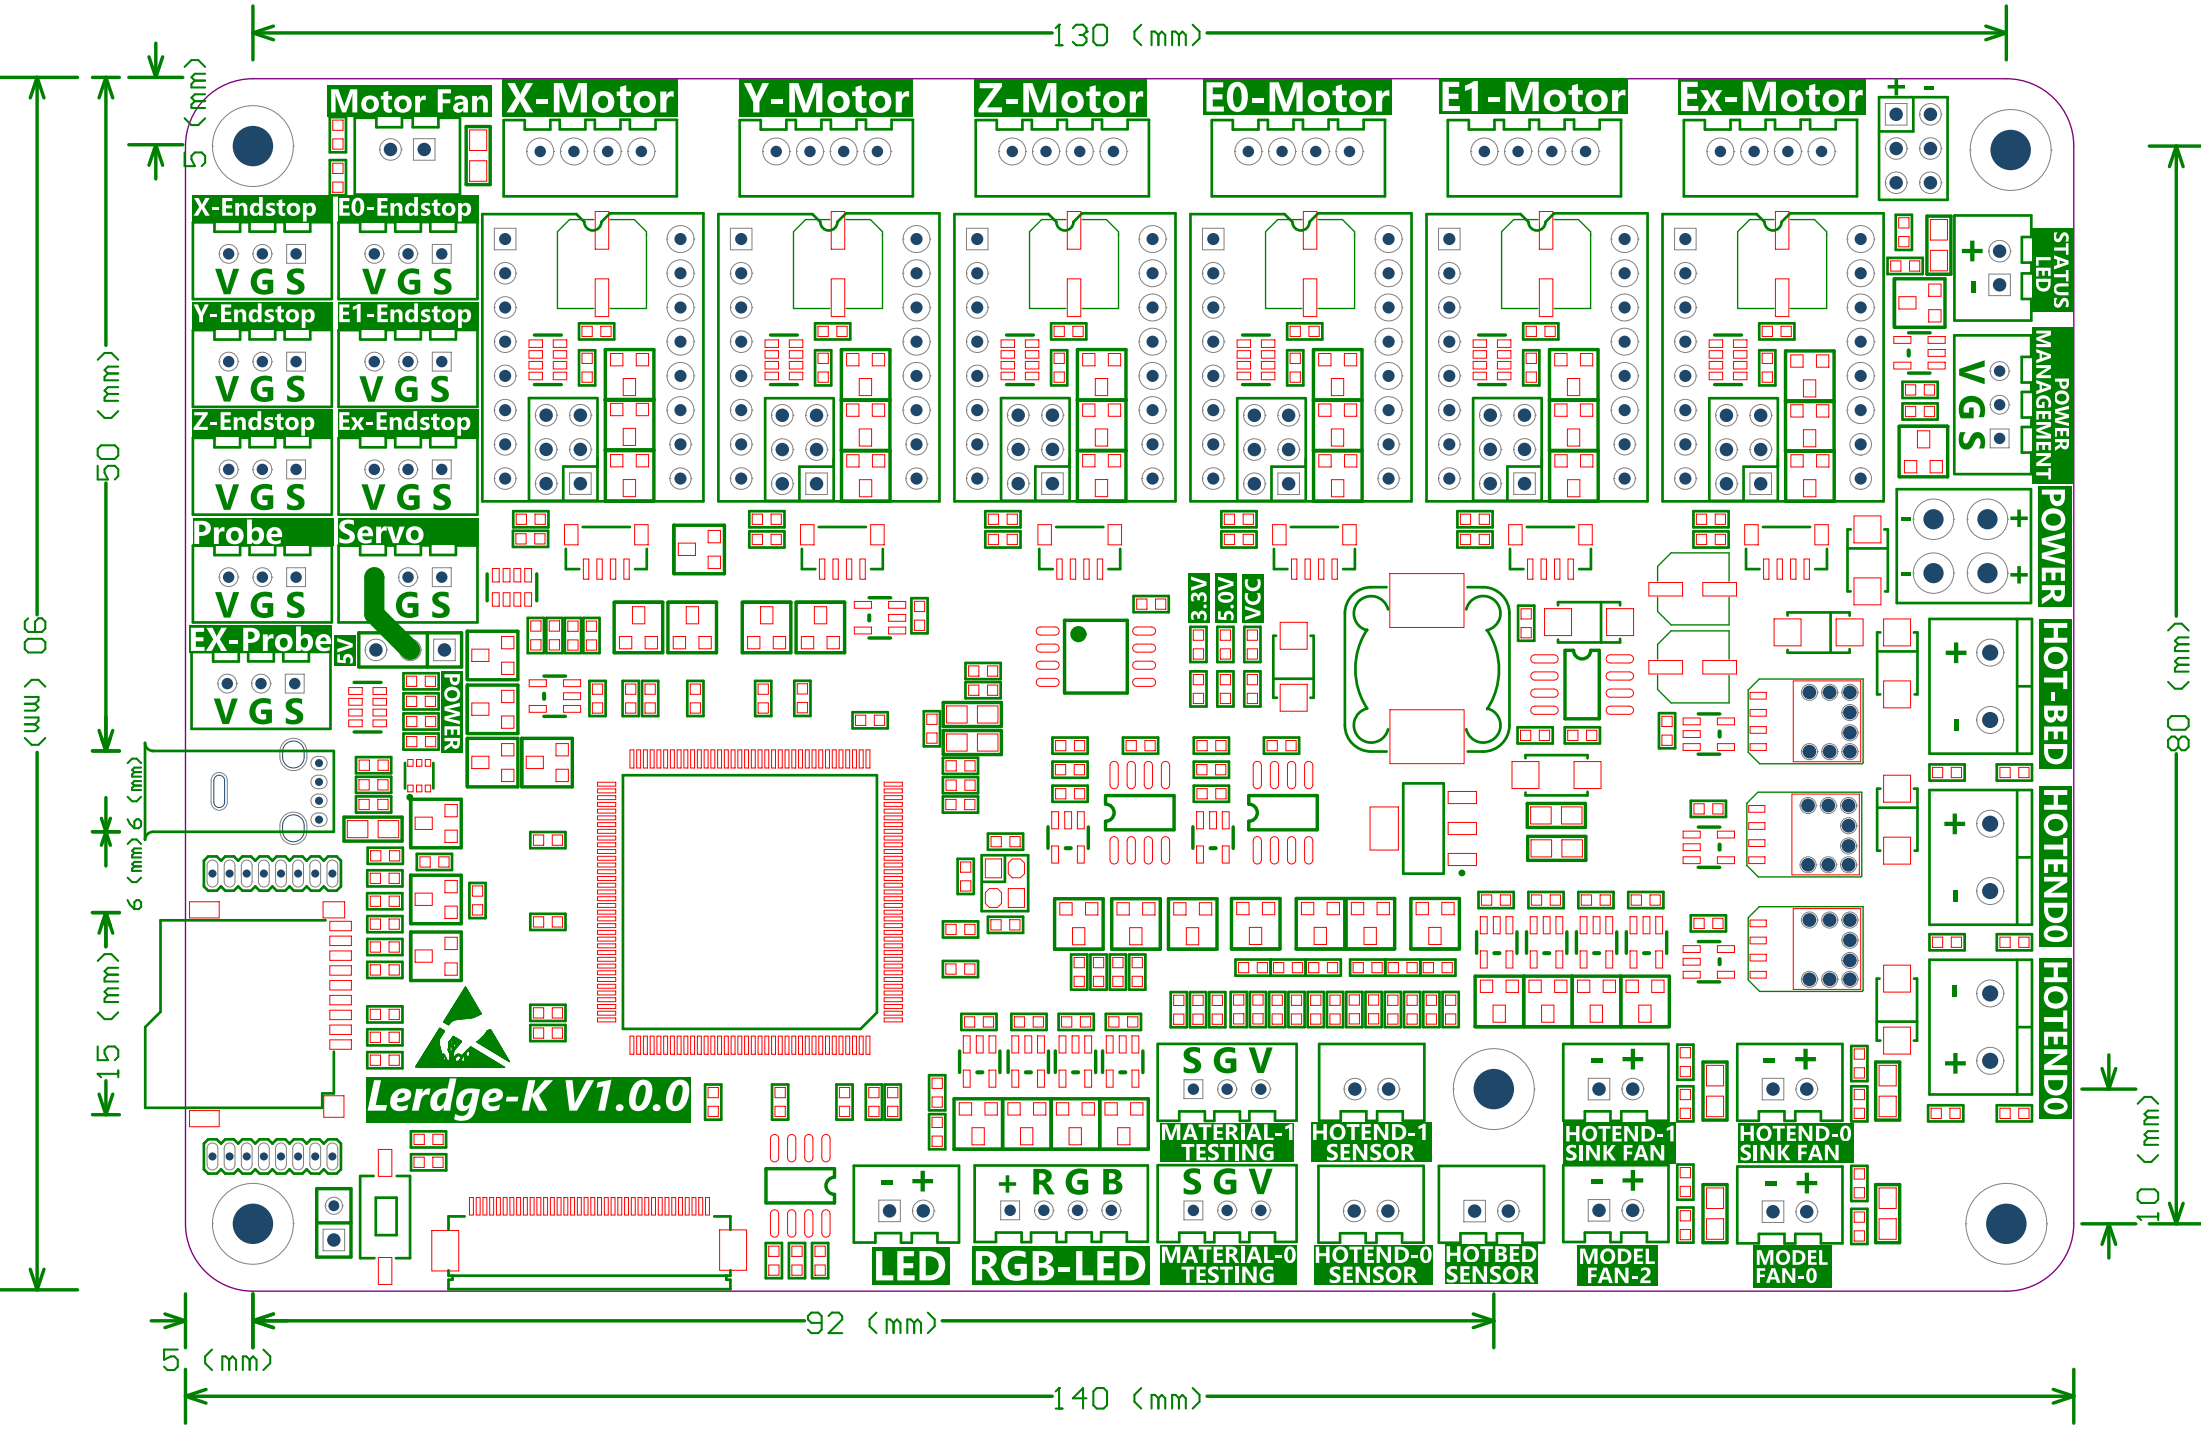 130 (mm)
5 (mm)
Motor Fan
X-Motor
Y-Motor
Z-Motor
E0-Motor
E1-Motor
Ex-Motor
+ -
X-Endstop
E0-Endstop
V G S
V G S
Y-Endstop
E1-Endstop
V G S
V G S
Z-Endstop
Ex-Endstop
V G S
V G S
Probe
Servo
V G S
G S
EX-Probe
V G S
5V
POWER
+
-
STATUS
LED
V G S
POWER
MANAGEMENT
- +
- +
POWER
3.3V
5.0V
VCC
+
-
HOT-BED
+
-
HOTEND0
-
+
HOTEND0
90 (mm)
50 (mm)
6 (mm)
6 (mm)
15 (mm)
80 (mm)
10 (mm)
Lerdge-K V1.0.0
S G V
MATERIAL-1
TESTING
HOTEND-1
SENSOR
- +
HOTEND-1
SINK FAN
- +
HOTEND-0
SINK FAN
- +
LED
+ R G B
RGB-LED
S G V
MATERIAL-0
TESTING
HOTEND-0
SENSOR
HOTBED
SENSOR
- +
MODEL
FAN-2
- +
MODEL
FAN-0
92 (mm)
5 (mm)
140 (mm)